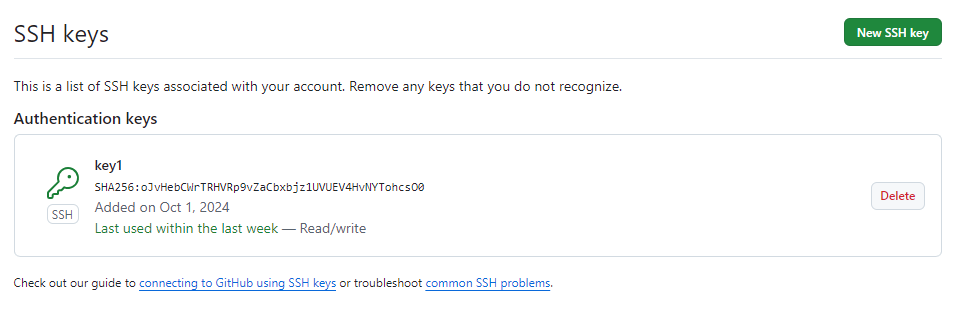 SSH keys
New SSH key
This is a list of SSH keys associated with your account. Remove any keys that you do not recognize.
Authentication keys
key1
SHA256:oJvHebCWrTRHVRp9vZaCbxbjz1UVUEV4HvNYTohcsO0
SSH
Added on Oct 1, 2024
Last used within the last week — Read/write
Delete
Check out our guide to connecting to GitHub using SSH keys or troubleshoot common SSH problems.